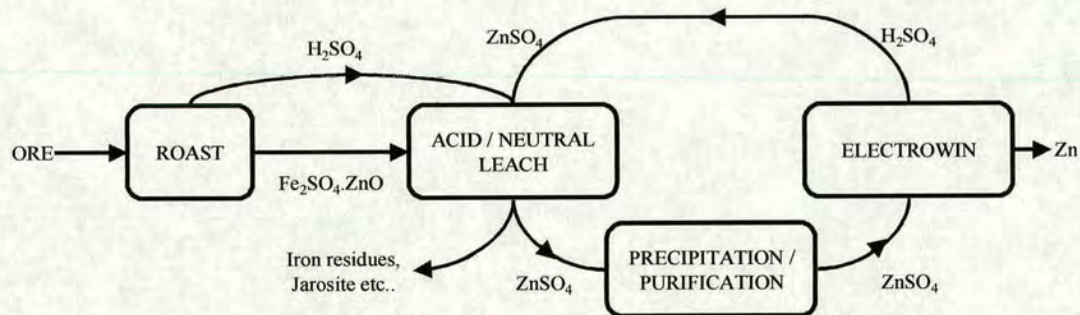 ZnSO₄
H₂SO₄
H₂SO₄
ORE
ROAST
ACID / NEUTRAL
LEACH
ELECTROWIN
Zn
Fe₂SO₄.ZnO
Iron residues,
Jarosite etc..
ZnSO₄
PRECIPITATION /
PURIFICATION
ZnSO₄